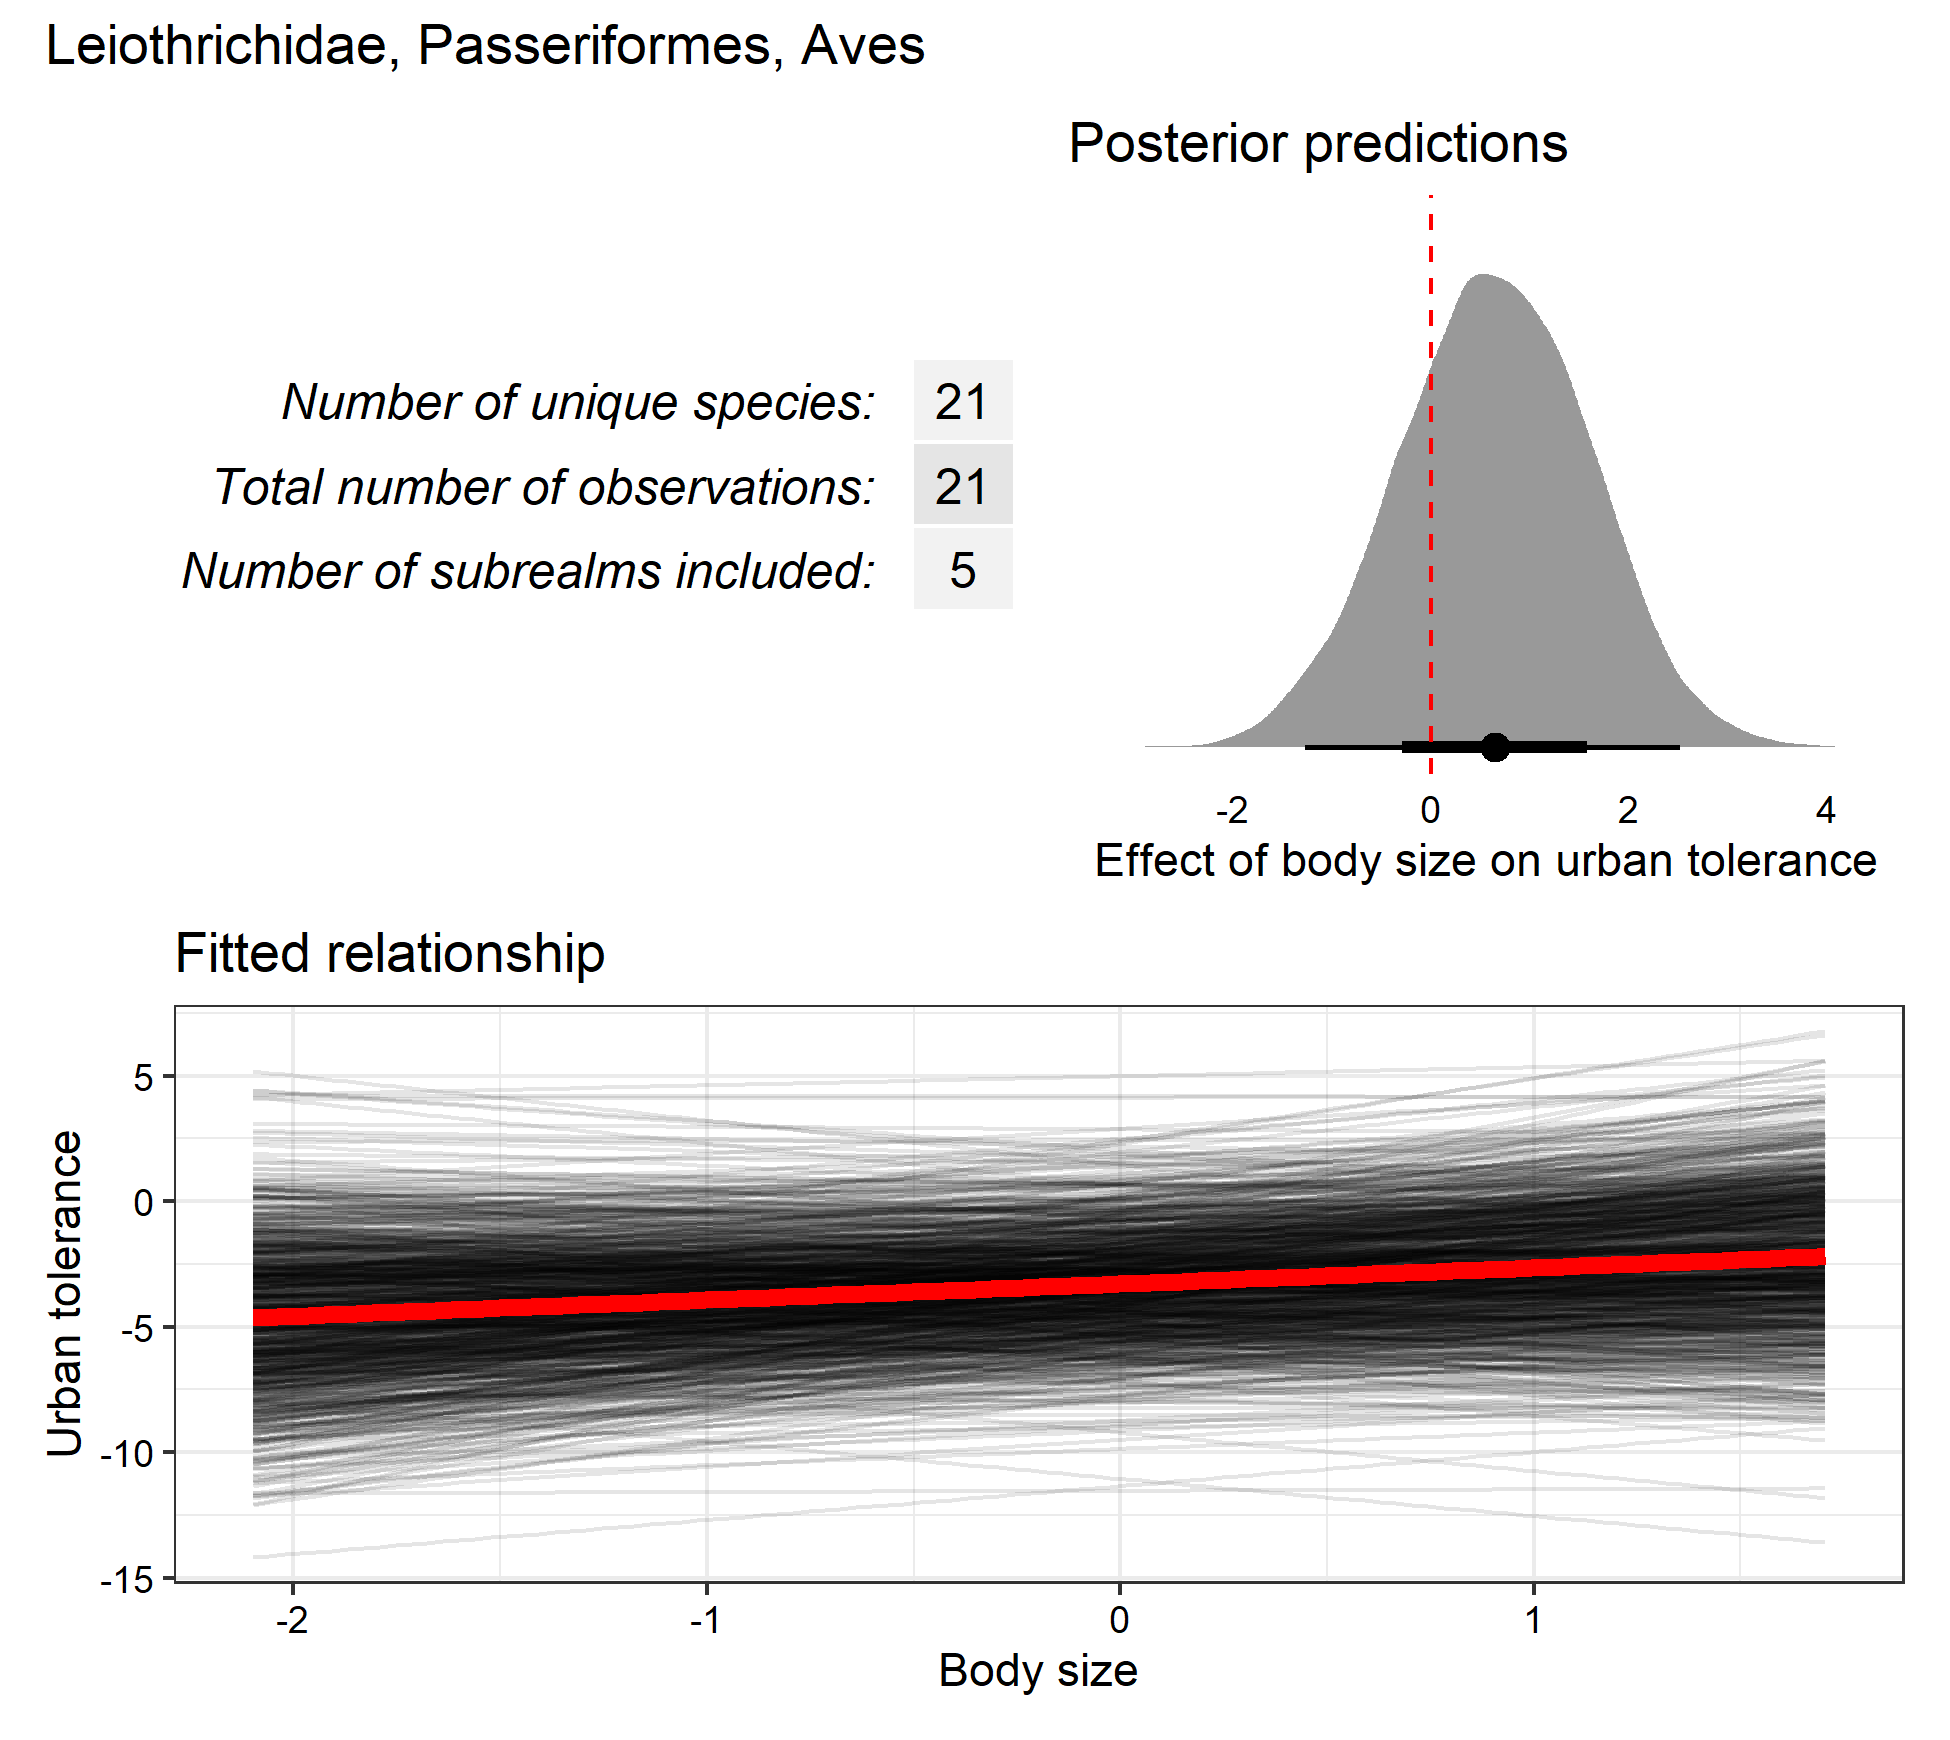 Leiothrichidae, Passeriformes, Aves
Posterior predictions
Number of unique species: 21
Total number of observations: 21
Number of subrealms included: 5
-2 0 2 4
Effect of body size on urban tolerance
Fitted relationship
Urban tolerance
5
0
-5
-10
-15
-2 -1 0 1
Body size